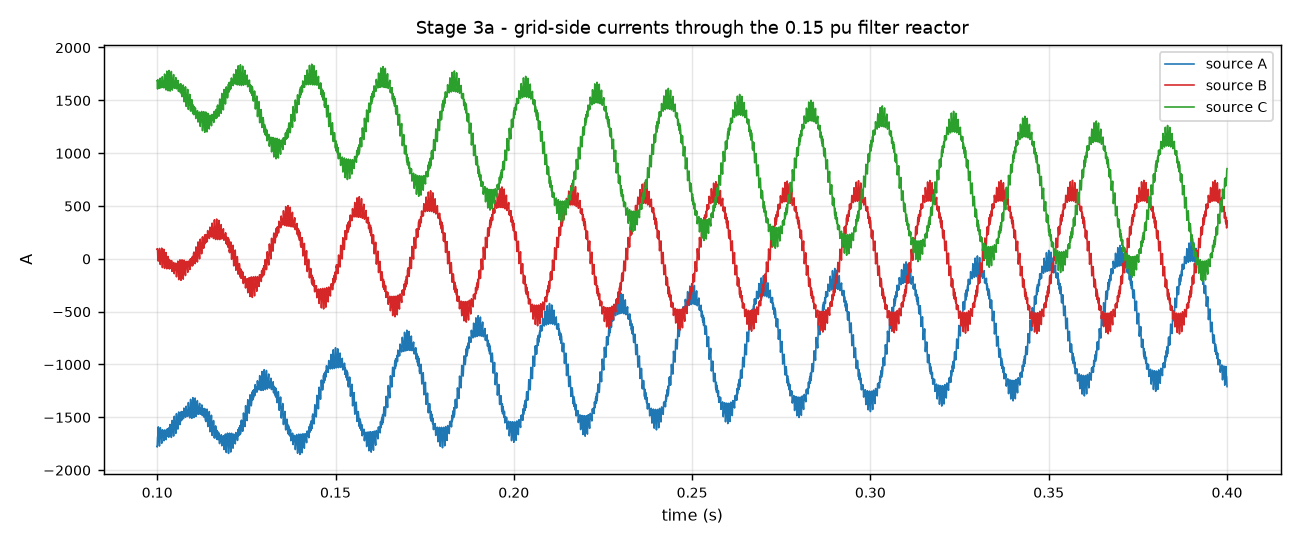 Stage 3a - grid-side currents through the 0.15 pu filter reactor
source A
source B
source C
2000
1500
1000
500
0
−500
−1000
−1500
−2000
A
0.10 0.15 0.20 0.25 0.30 0.35 0.40
time (s)